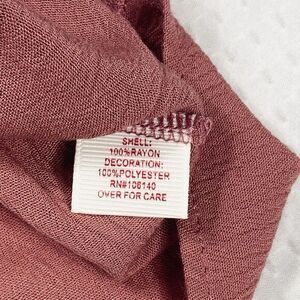 SHELL:
100%RAYON
DECORATION:
100%POLYESTER
RN#108140
OVER FOR CARE